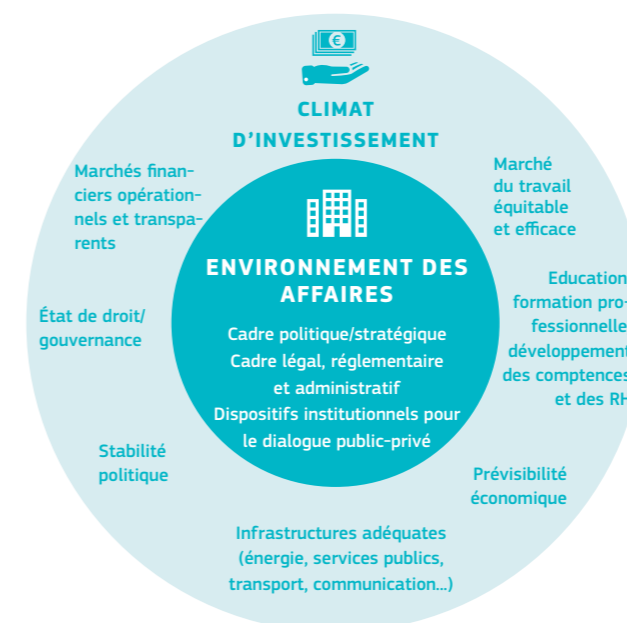 CLIMAT
D'INVESTISSEMENT
Marchés finan-
ciers opération-
nels et transpa-
rents
Marché
du travail
équitable
et efficace
ENVIRONNEMENT DES
AFFAIRES
Cadre politique/stratégique
Cadre légal, réglementaire
et administratif
Dispositifs institutionnels pour
le dialogue public-privé
État de droit/
gouvernance
Education
formation pro-
fessionnelle
développement
des comptences
et des RH
Stabilité
politique
Prévisibilité
économique
Infrastructures adéquates
(énergie, services publics,
transport, communication…)